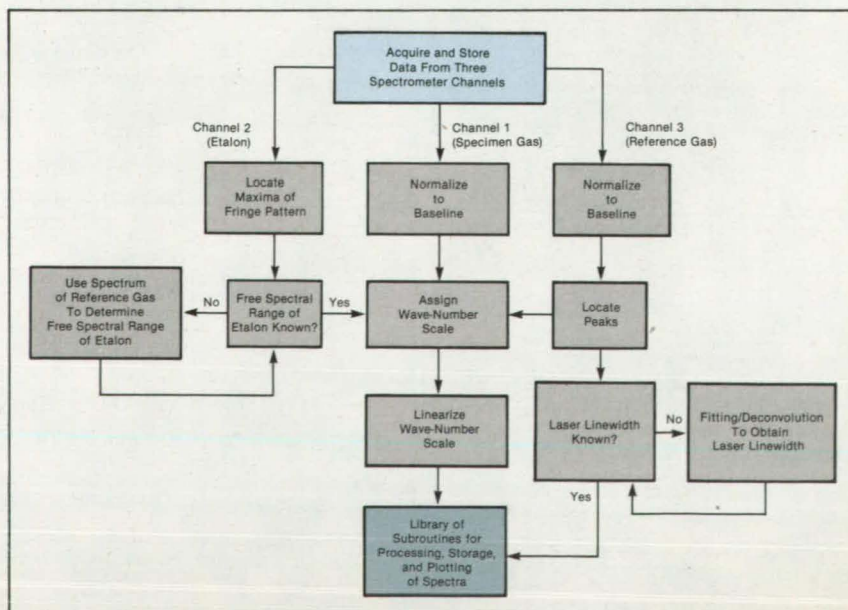 Acquire and Store
Data From Three
Spectrometer Channels
Channel 2
(Etalon)
Channel 1
(Specimen Gas)
Channel 3
(Reference Gas)
Locate
Maxima of
Fringe Pattern
Normalize
to
Baseline
Normalize
to
Baseline
Use Spectrum
of Reference Gas
To Determine
Free Spectral Range
of Etalon
No
Free Spectral
Range of
Etalon Known?
Yes
Assign
Wave-Number
Scale
Locate
Peaks
Linearize
Wave-Number
Scale
Laser Linewidth
Known?
No
Fitting/Deconvolution
To Obtain
Laser Linewidth
Yes
Library of
Subroutines for
Processing, Storage,
and Plotting
of Spectra